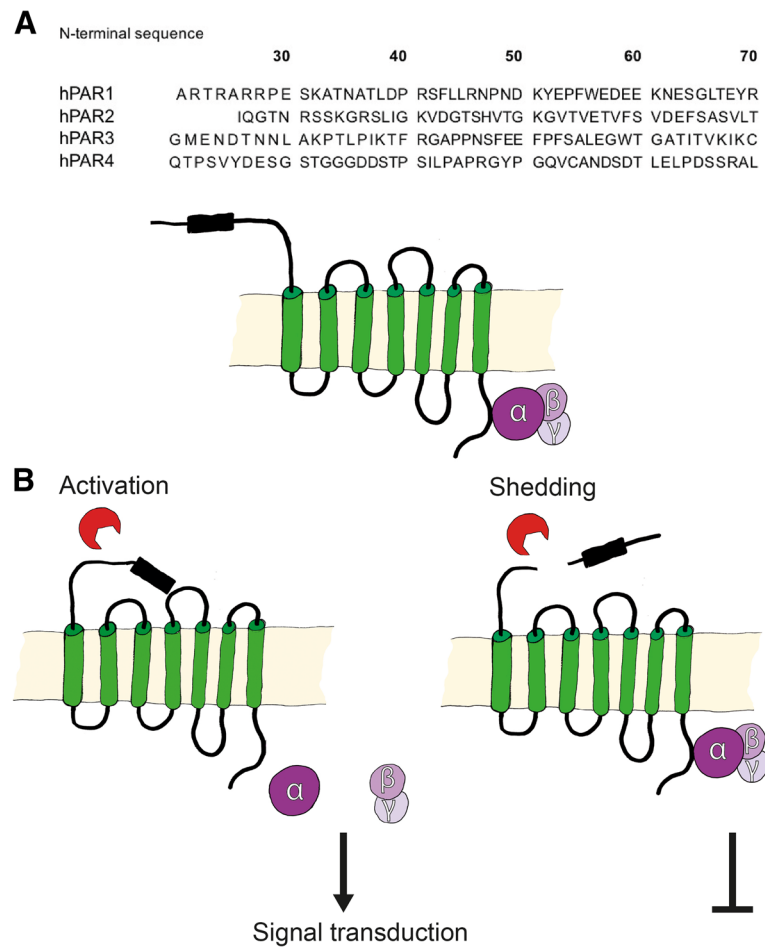 A
N-terminal sequence
30 40 50 60 70
hPAR1 ARTRARRPE SKATNATLDP RSFLLRNPND KYEPFWEDEE KNESGLTEYR
hPAR2 IQGTN RSSKGRSLIG KVDGTSHVTG KGVTVETVFS VDEFSASVLT
hPAR3 GMENDTNNL AKPTLPIKTF RGAPPNSFEE FPFSALEGWT GATITVKIKC
hPAR4 QTPSVYDESG STGGGDDSTP SILPAPRGYP GQVCANDSDT LELPDSSRAL
α β
γ
B
Activation Shedding
α β
γ
α β
γ
Signal transduction